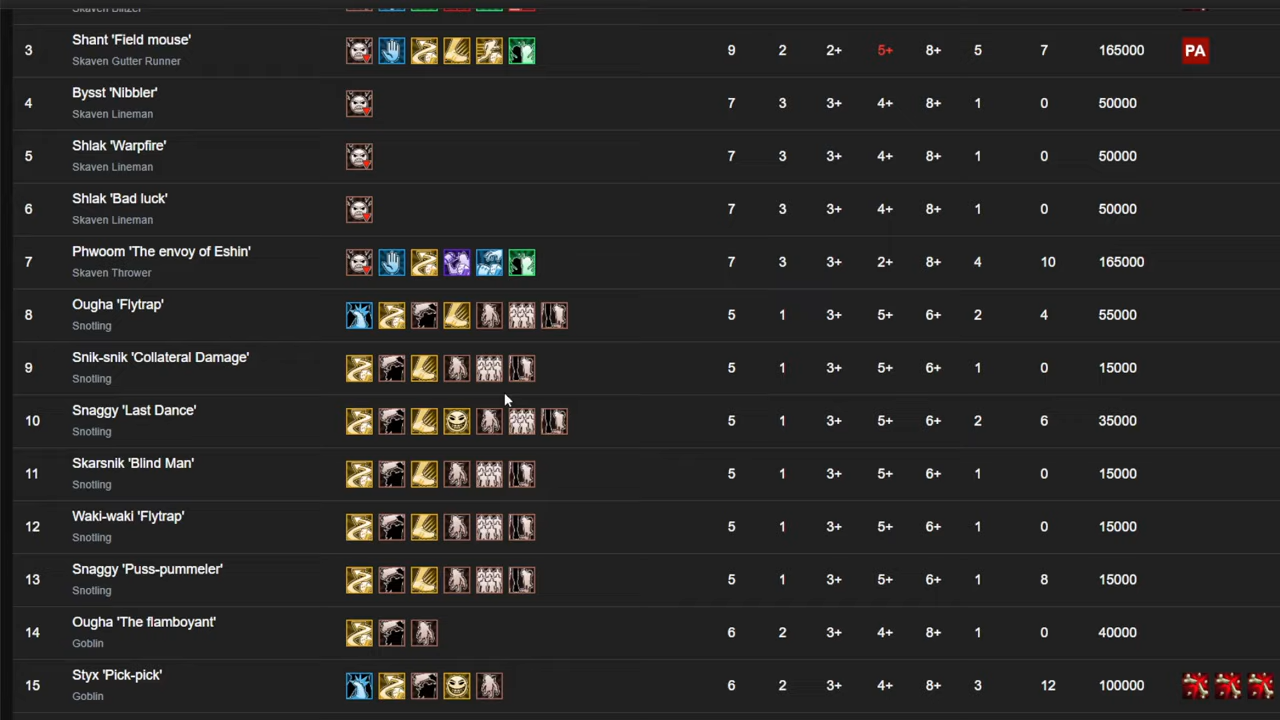 Skaven Blitzer
3 Shant 'Field mouse' 9 2 2+ 5+ 8+ 5 7 165000 PA
Skaven Gutter Runner
4 Bysst 'Nibbler' 7 3 3+ 4+ 8+ 1 0 50000
Skaven Lineman
5 Shlak 'Warpfire' 7 3 3+ 4+ 8+ 1 0 50000
Skaven Lineman
6 Shlak 'Bad luck' 7 3 3+ 4+ 8+ 1 0 50000
Skaven Lineman
7 Phwoom 'The envoy of Eshin' 7 3 3+ 2+ 8+ 4 10 165000
Skaven Thrower
8 Ougha 'Flytrap' 5 1 3+ 5+ 6+ 2 4 55000
Snotling
9 Snik-snik 'Collateral Damage' 5 1 3+ 5+ 6+ 1 0 15000
Snotling
10 Snaggy 'Last Dance' 5 1 3+ 5+ 6+ 2 6 35000
Snotling
11 Skarsnik 'Blind Man' 5 1 3+ 5+ 6+ 1 0 15000
Snotling
12 Waki-waki 'Flytrap' 5 1 3+ 5+ 6+ 1 0 15000
Snotling
13 Snaggy 'Puss-pummeler' 5 1 3+ 5+ 6+ 1 8 15000
Snotling
14 Ougha 'The flamboyant' 6 2 3+ 4+ 8+ 1 0 40000
Goblin
15 Styx 'Pick-pick' 6 2 3+ 4+ 8+ 3 12 100000
Goblin